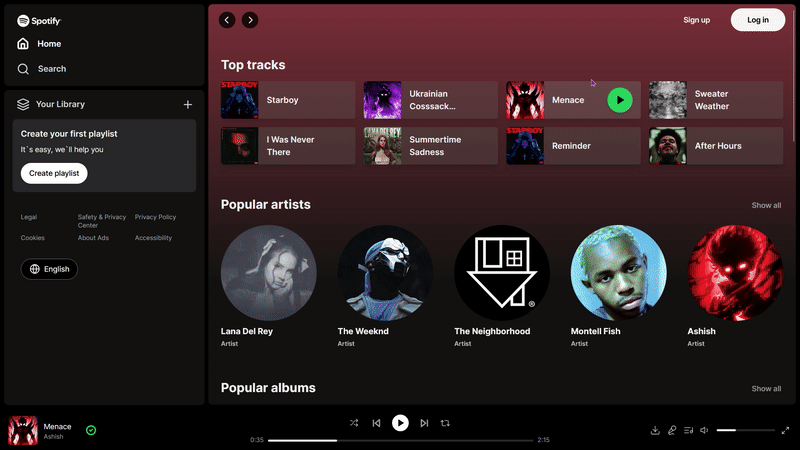 Spotify
Home
Search
Your Library
Create your first playlist
It`s easy, we`ll help you
Create playlist
Legal
Safety & Privacy
Center
Privacy Policy
Cookies
About Ads
Accessibility
English
Sign up
Log in
Top tracks
Starboy
Ukrainian
Cosssack...
Menace
Sweater
Weather
I Was Never
There
LANA DEL REY
Summertime
Sadness
STARBOY
Reminder
After Hours
Popular artists
Show all
Lana Del Rey
Artist
The Weeknd
Artist
The Neighborhood
Artist
Montell Fish
Artist
Ashish
Artist
Popular albums
Show all
Menace
Ashish
0:35
2:15